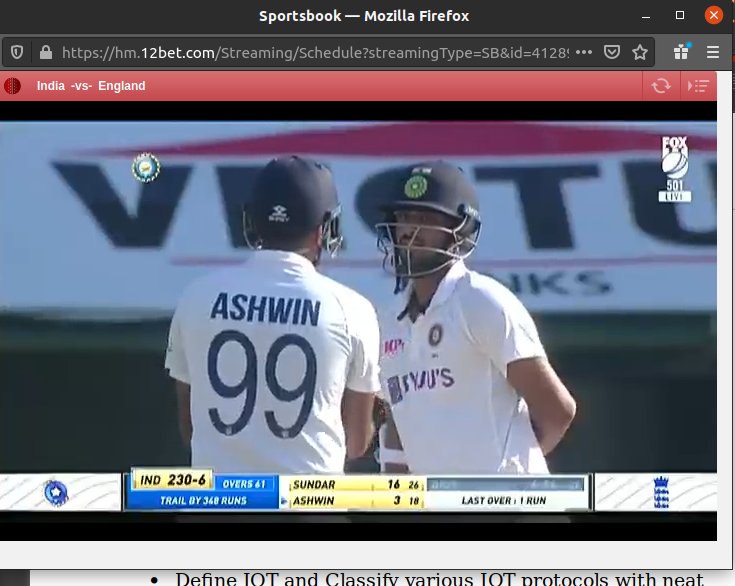 Sportsbook — Mozilla Firefox
https://hm.12bet.com/Streaming/Schedule?streamingType=SB&id=4128
India -vs- England
FOX
501
LIVE
ASHWIN
99
BYJU'S
IND 230-6
OVERS 61
SUNDAR 16 26
TRAIL BY 348 RUNS
ASHWIN 3 18
LAST OVER: 1 RUN
• Define IOT and Classify various IOT protocols with neat